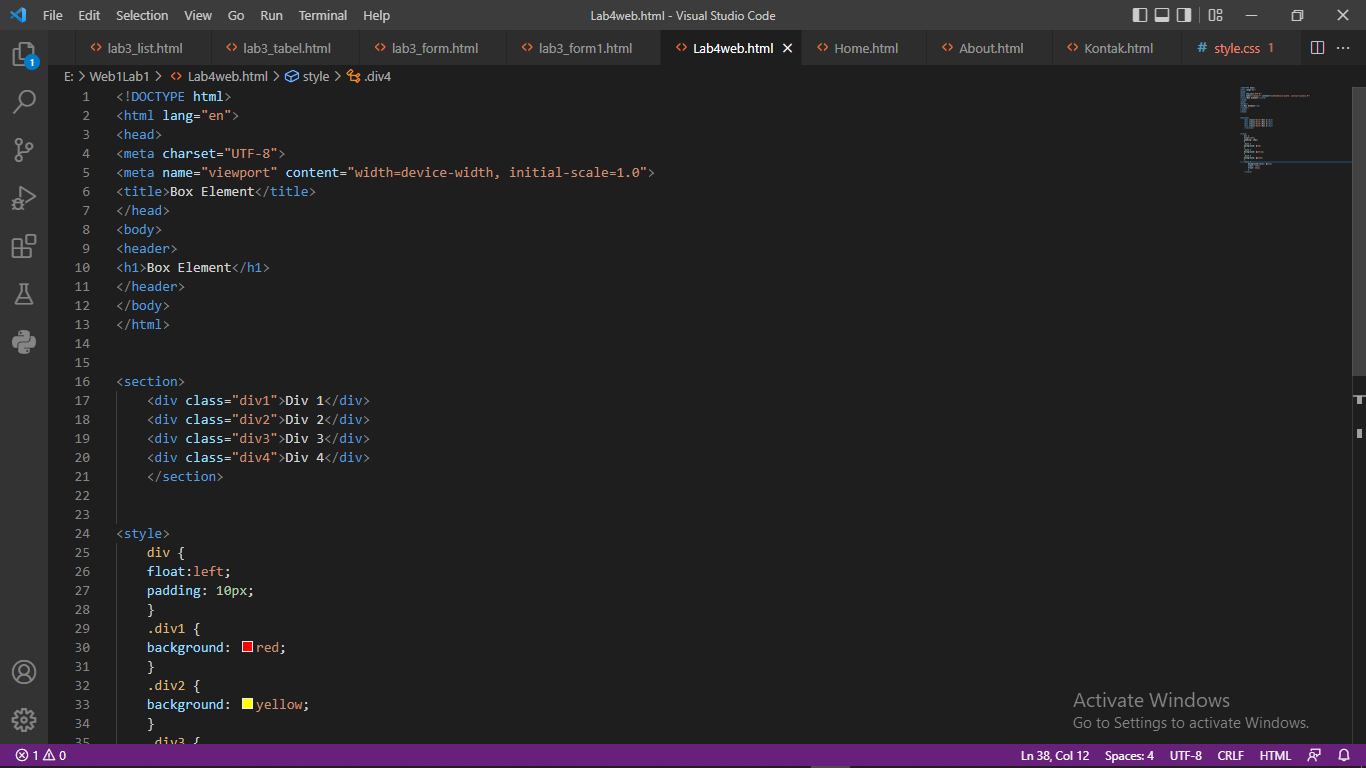 File Edit Selection View Go Run Terminal Help Lab4web.html - Visual Studio Code
lab3_list.html lab3_tabel.html lab3_form.html lab3_form1.html Lab4web.html Home.html About.html Kontak.html # style.css 1
E: > Web1Lab1 > Lab4web.html > style > .div4
1 <!DOCTYPE html>
2 <html lang="en">
3 <head>
4 <meta charset="UTF-8">
5 <meta name="viewport" content="width=device-width, initial-scale=1.0">
6 <title>Box Element</title>
7 </head>
8 <body>
9 <header>
10 <h1>Box Element</h1>
11 </header>
12 </body>
13 </html>
14
15
16 <section>
17 <div class="div1">Div 1</div>
18 <div class="div2">Div 2</div>
19 <div class="div3">Div 3</div>
20 <div class="div4">Div 4</div>
21 </section>
22
23
24 <style>
25 div {
26 float:left;
27 padding: 10px;
28 }
29 .div1 {
30 background: red;
31 }
32 .div2 {
33 background: yellow;
34 }
35 .div3 {
Activate Windows
Go to Settings to activate Windows.
1 0 Ln 38, Col 12 Spaces: 4 UTF-8 CRLF HTML
1